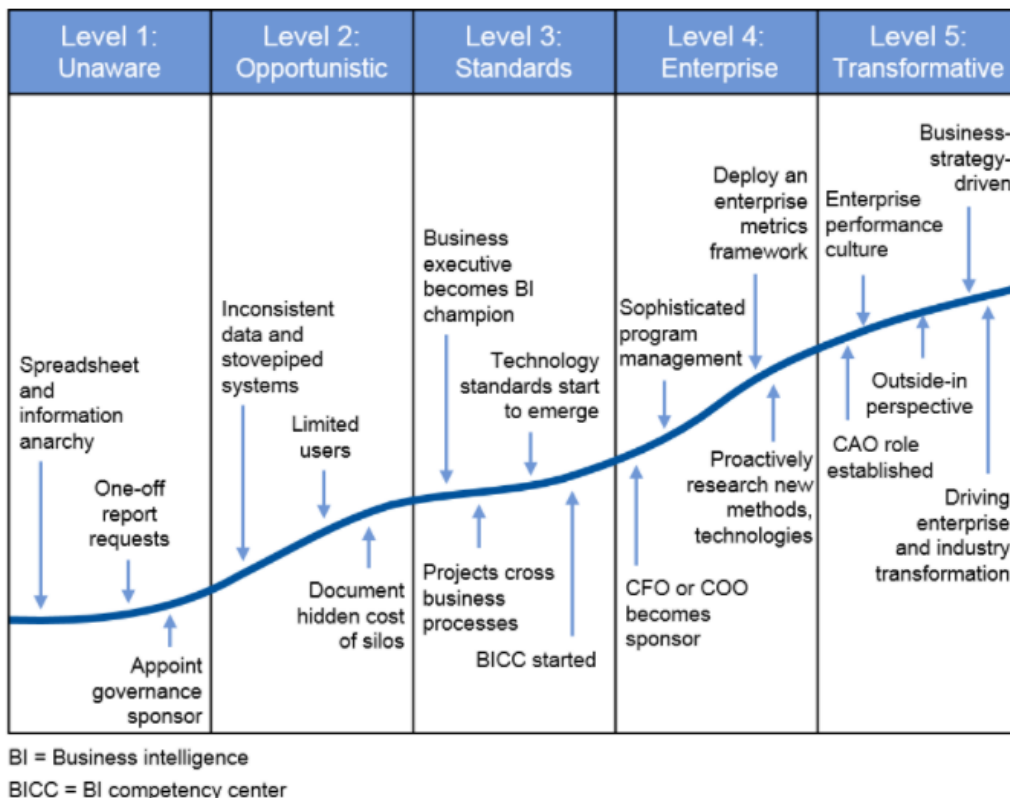 Level 1:
Unaware
Level 2:
Opportunistic
Level 3:
Standards
Level 4:
Enterprise
Level 5:
Transformative
Spreadsheet
and
information
anarchy
One-off
report
requests
Appoint
governance
sponsor
Inconsistent
data and
stovepiped
systems
Limited
users
Document
hidden cost
of silos
Business
executive
becomes BI
champion
Technology
standards start
to emerge
Projects cross
business
processes
BICC started
Deploy an
enterprise
metrics
framework
Sophisticated
program
management
Proactively
research new
methods,
technologies
CFO or COO
becomes
sponsor
Business-
strategy-
driven
Enterprise
performance
culture
Outside-in
perspective
CAO role
established
Driving
enterprise
and industry
transformation
BI = Business intelligence
BICC = BI competency center